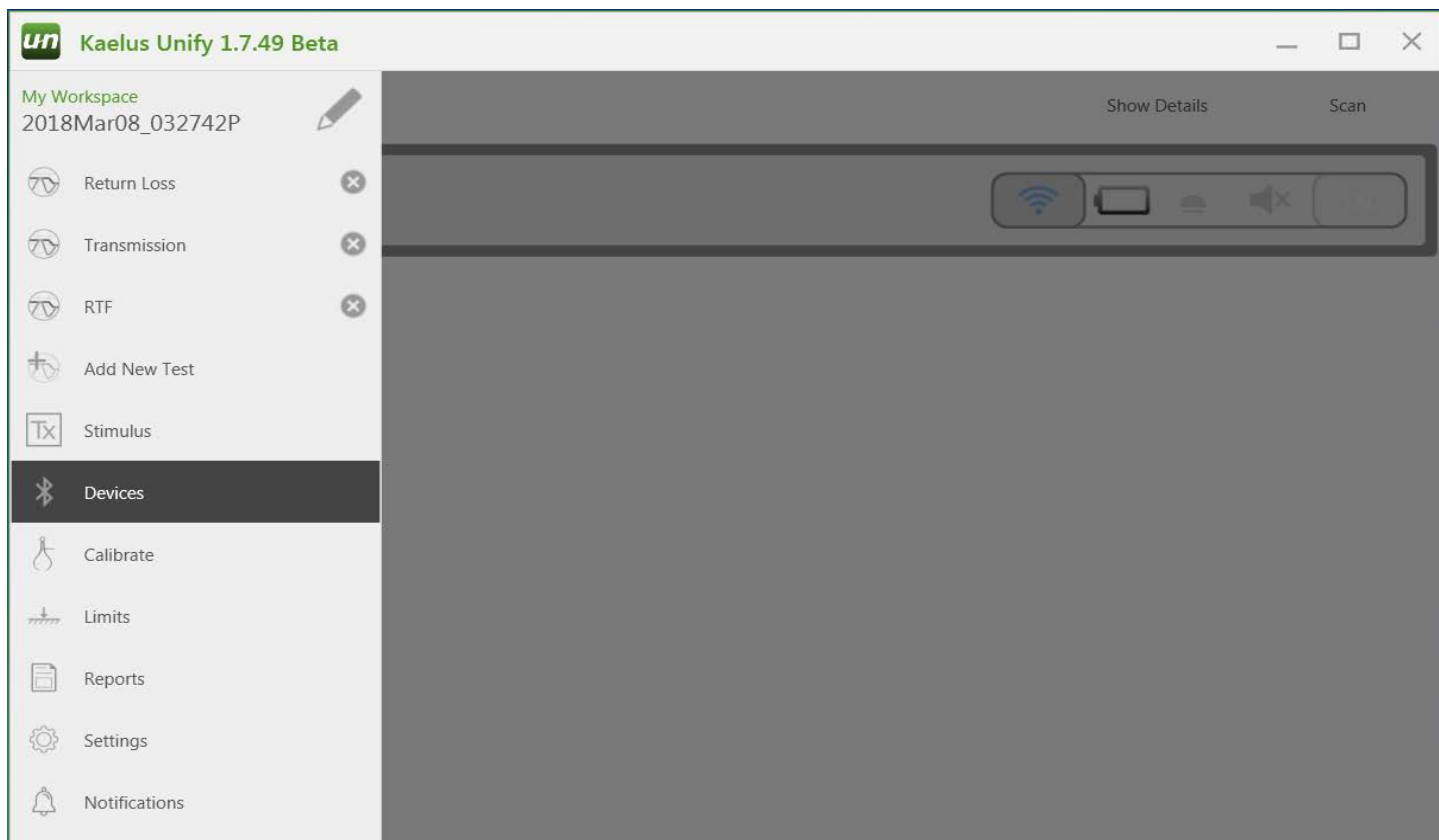 un Kaelus Unify 1.7.49 Beta
My Workspace
2018Mar08_032742P
Show Details Scan
Return Loss
Transmission
RTF
Add New Test
Tx Stimulus
Devices
Calibrate
Limits
Reports
Settings
Notifications